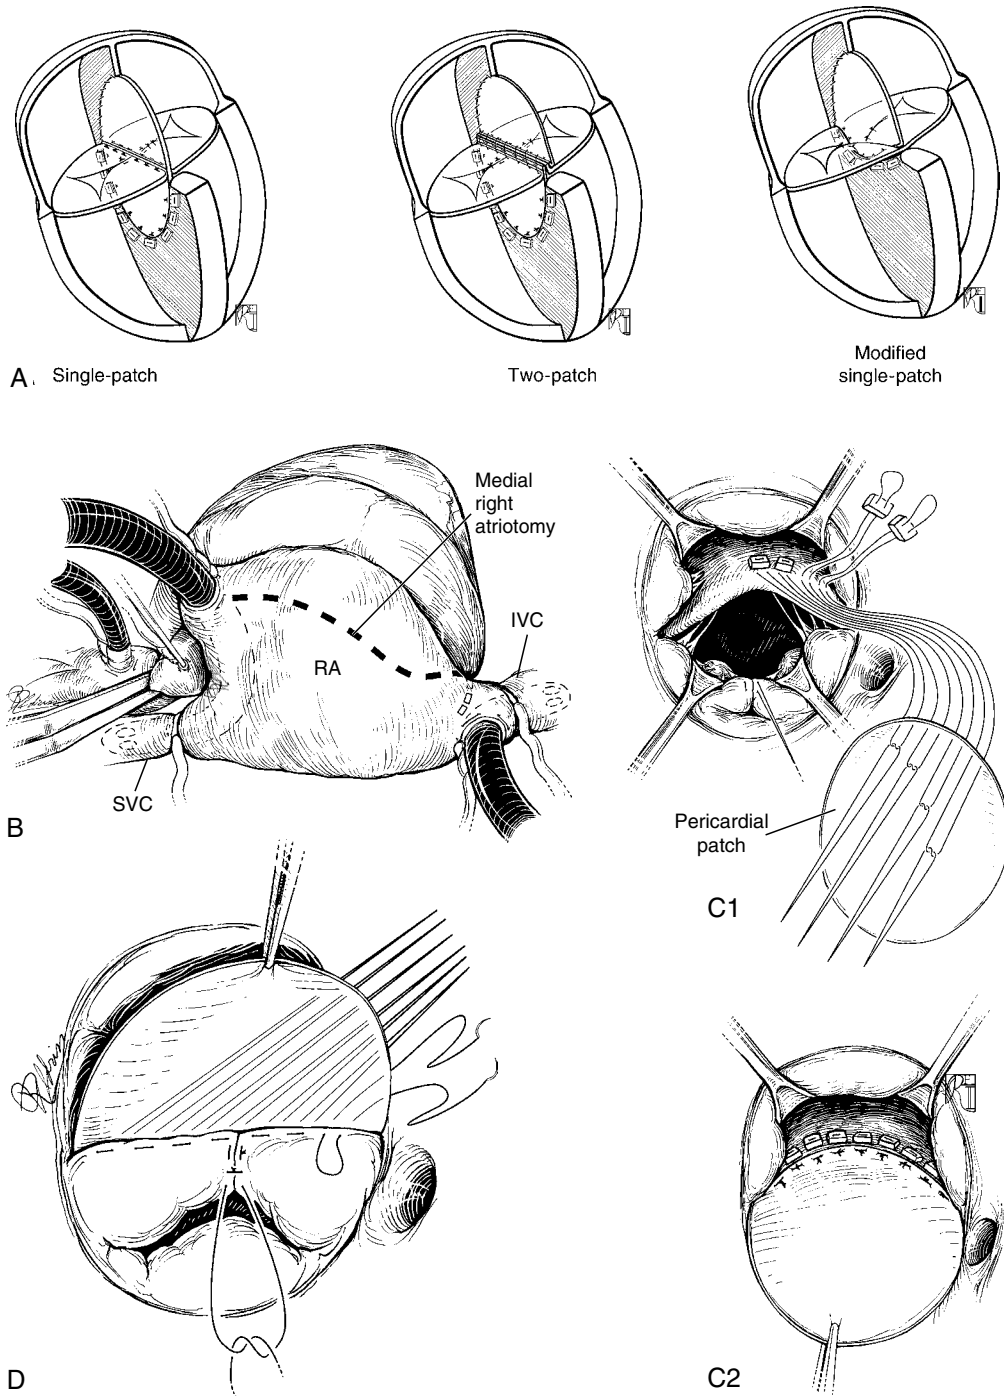 A
Single-patch
Two-patch
Modified
single-patch
Medial
right
atriotomy
IVC
RA
SVC
B
Pericardial
patch
C1
D
C2